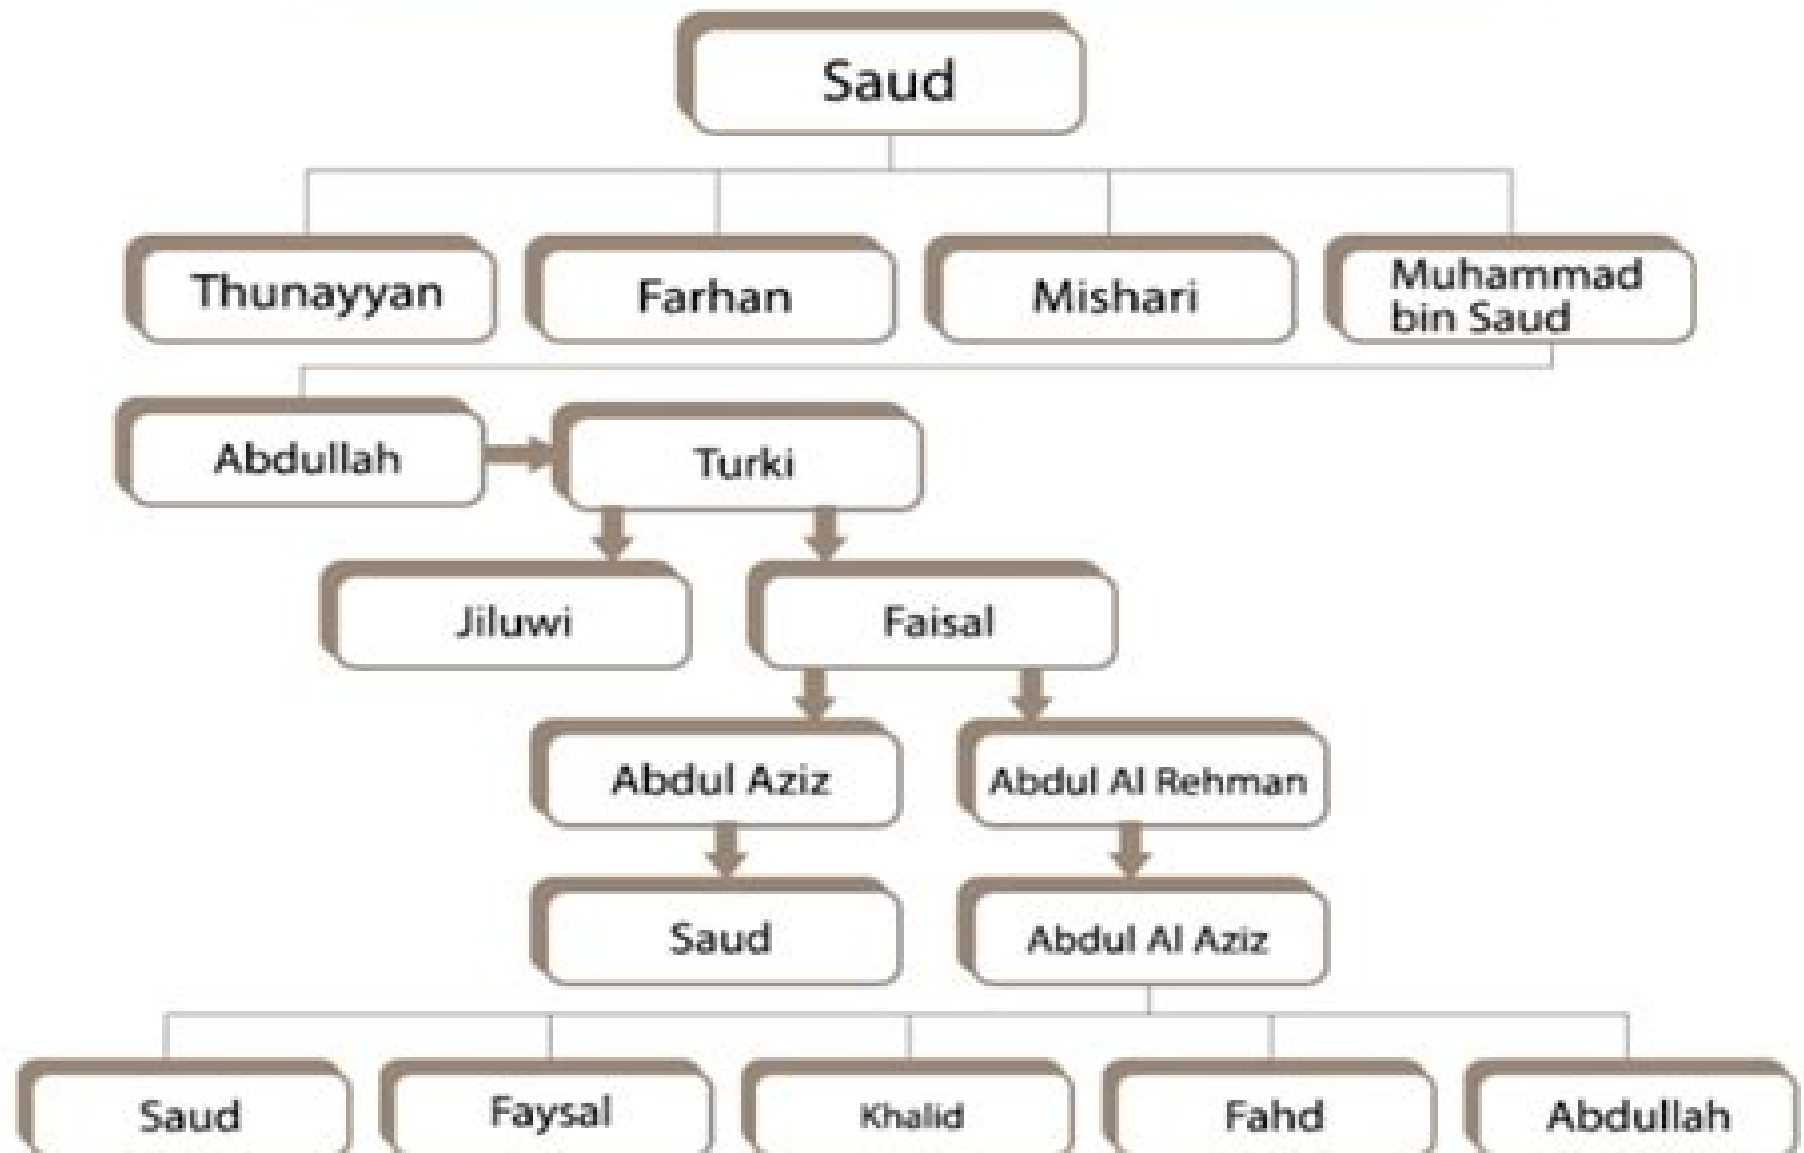 Saud
Thunayyan
Farhan
Mishari
Muhammad
bin Saud
Abdullah
Turki
Jiluwi
Faisal
Abdul Aziz
Abdul Al Rehman
Saud
Abdul Al Aziz
Saud
Faysal
Khalid
Fahd
Abdullah